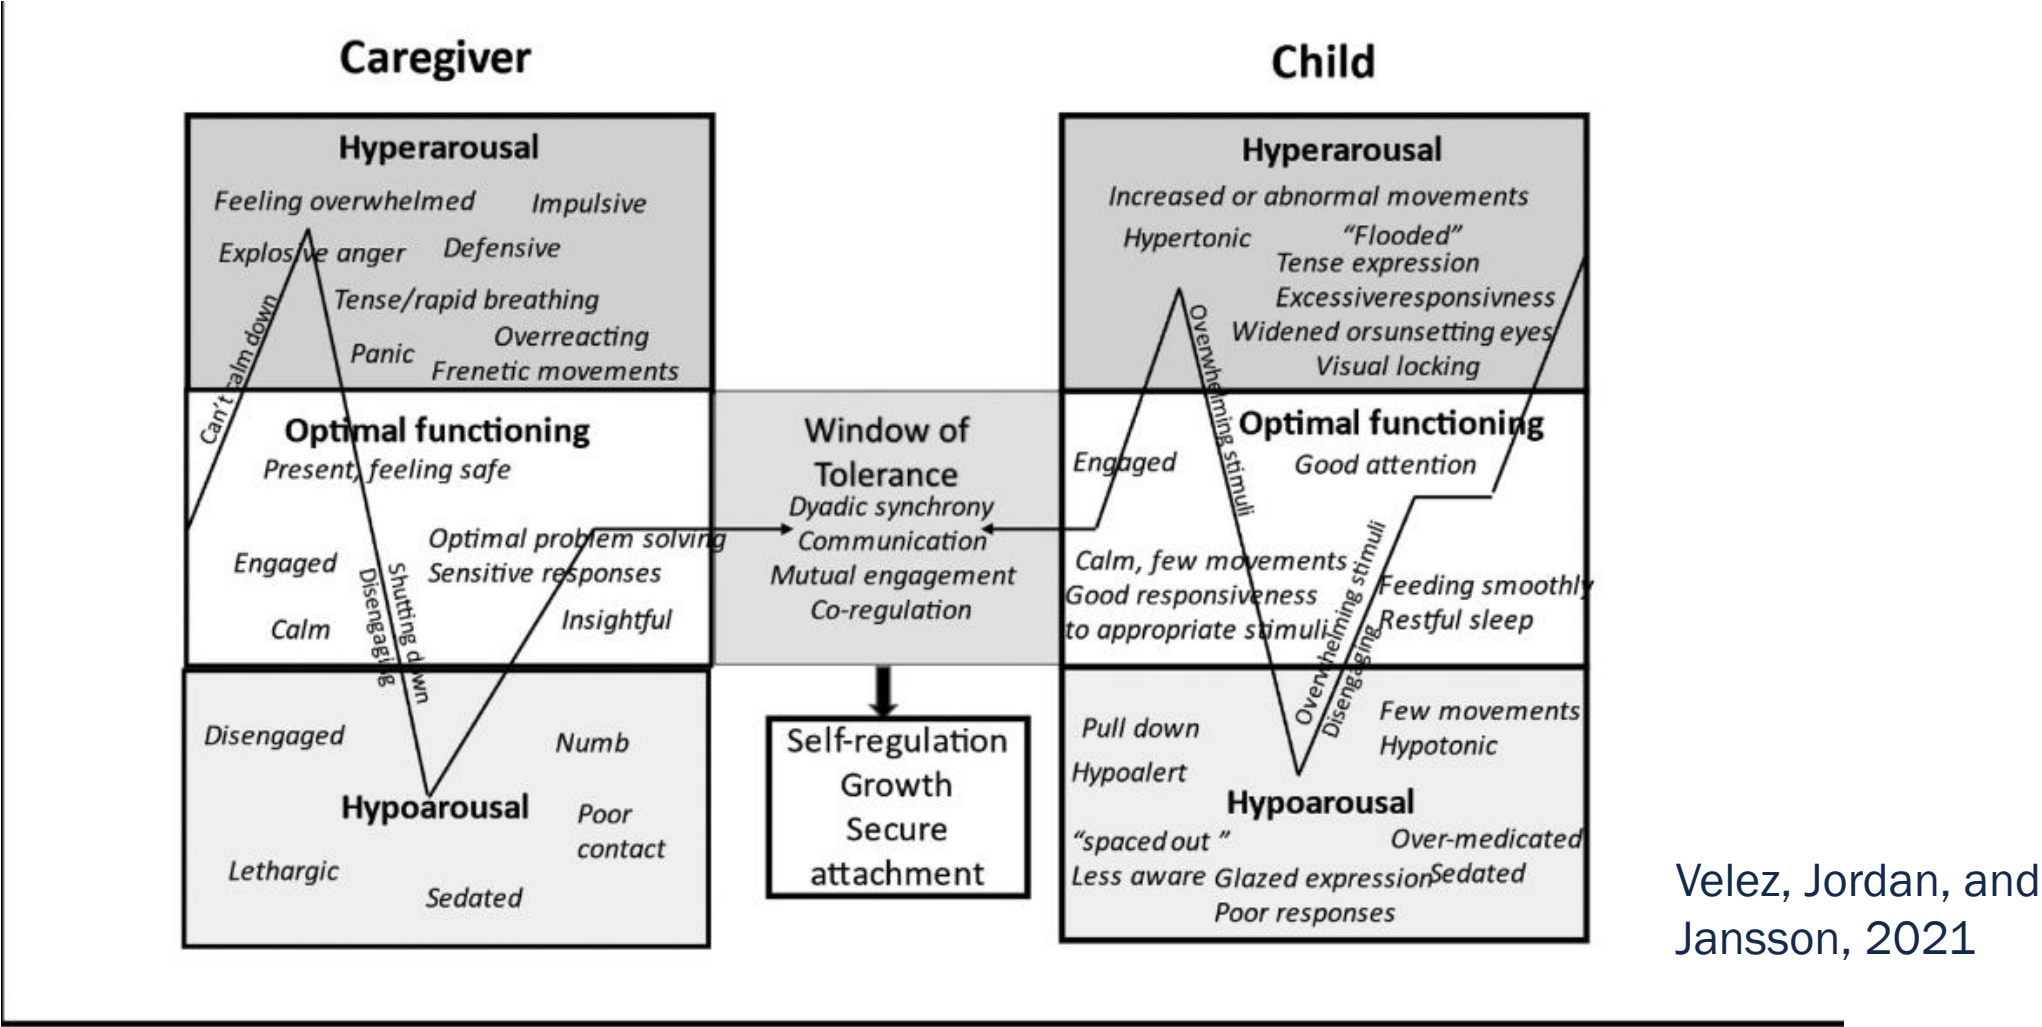 Caregiver
Child
Hyperarousal
Feeling overwhelmed
Impulsive
Explosive anger
Defensive
Tense/rapid breathing
Overreacting
Panic
Frenetic movements
Can't calm down
Optimal functioning
Present, feeling safe
Optimal problem solving
Engaged
Sensitive responses
Insightful
Calm
Shutting down
Disengaging
Disengaged
Numb
Hypoarousal
Poor
contact
Lethargic
Sedated
Window of
Tolerance
Dyadic synchrony
Communication
Mutual engagement
Co-regulation
Self-regulation
Growth
Secure
attachment
Hyperarousal
Increased or abnormal movements
Hypertonic
“Flooded”
Tense expression
Excessiveresponsivness
Widened orsunsetting eyes
Visual locking
Overwhelming stimuli
Optimal functioning
Engaged
Good attention
Calm, few movements
Good responsiveness
to appropriate stimuli
Overwhelming stimuli
Disengaging
Feeding smoothly
Restful sleep
Pull down
Few movements
Hypotonic
Hypoalert
Hypoarousal
“spaced out ”
Over-medicated
Less aware
Glazed expression
Sedated
Poor responses
Velez, Jordan, and
Jansson, 2021